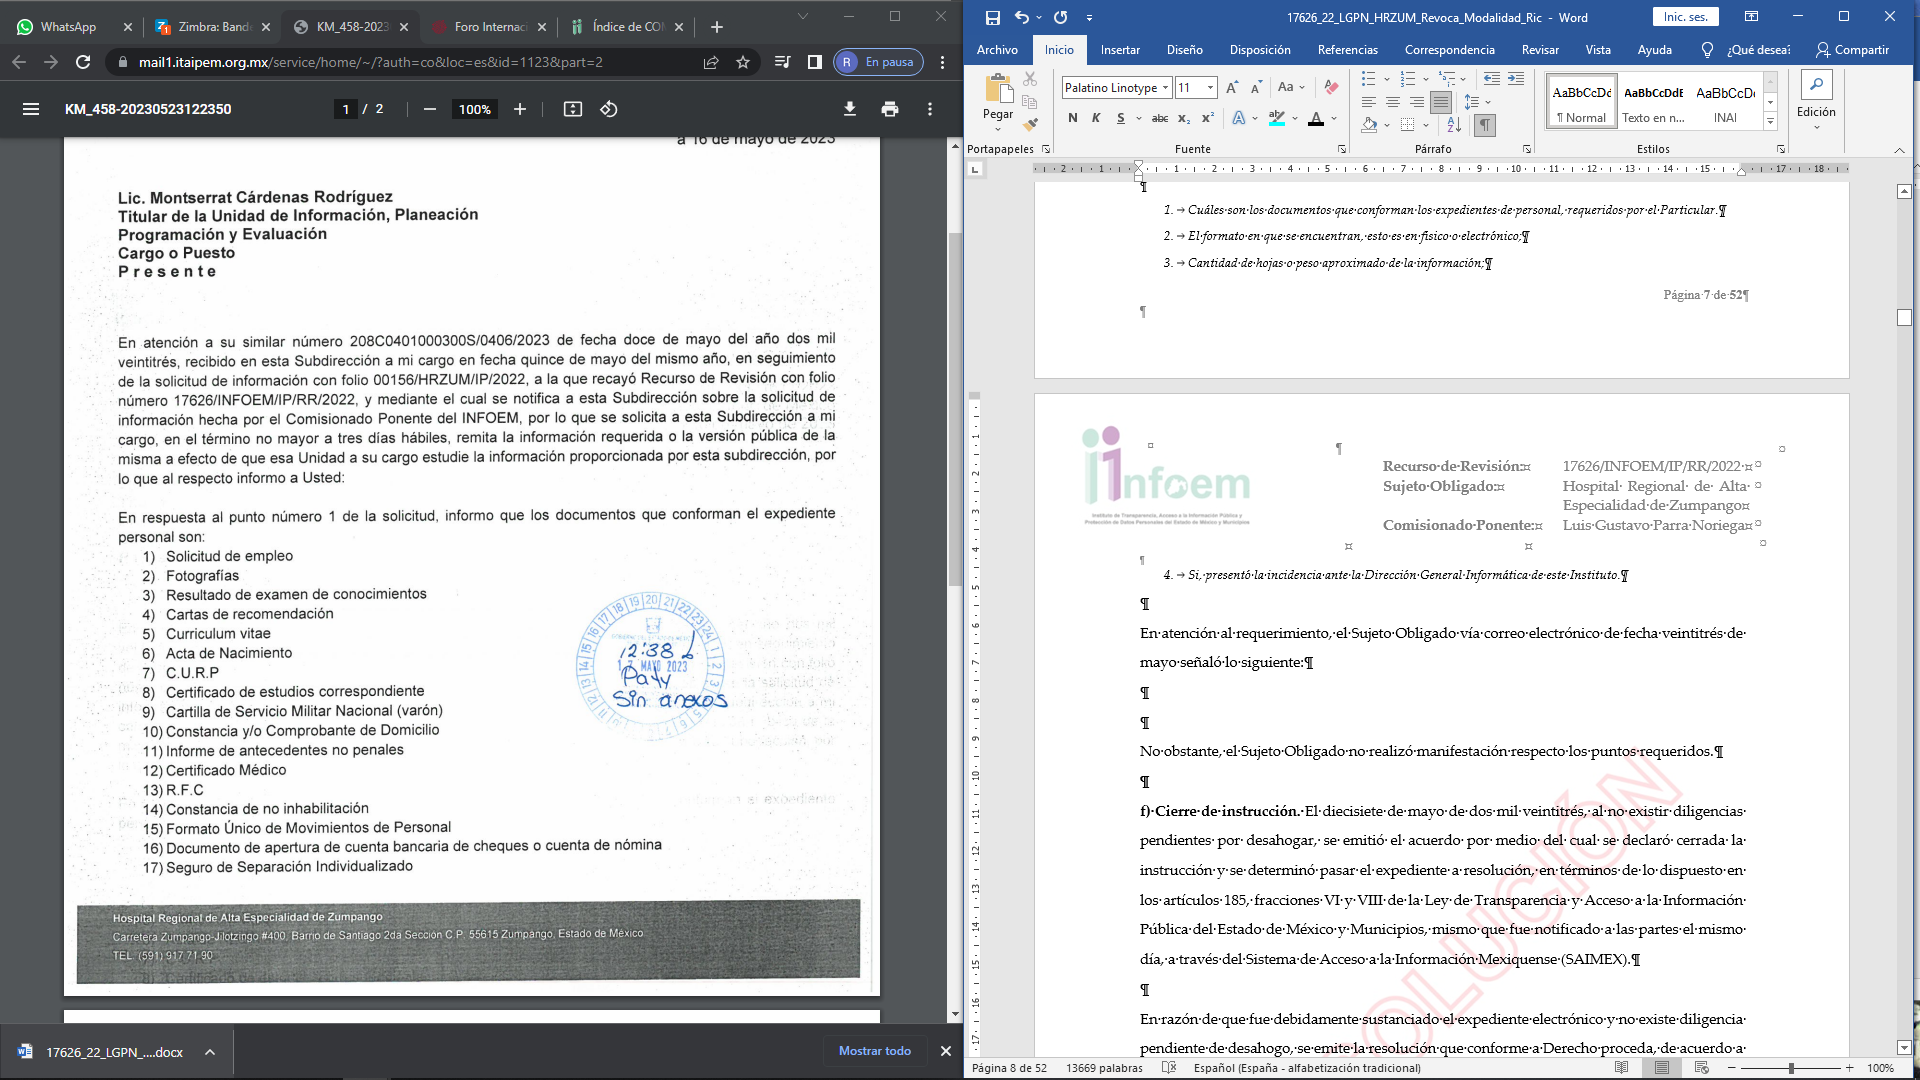 WhatsApp
Zimbra: Band
KM_458-2023
Foro Internac
Índice de CO
mail1.itaipem.org.mx/service/home/~/?auth=co&loc=es&id=1123&part=2
R En pausa
KM_458-20230523122350
1 / 2
100%
a 16 de mayo de 2023
Lic. Montserrat Cárdenas Rodríguez
Titular de la Unidad de Información, Planeación
Programación y Evaluación
Cargo o Puesto
P r e s e n t e
En atención a su similar número 208C0401000300S/0406/2023 de fecha doce de mayo del año dos mil
veintitrés, recibido en esta Subdirección a mi cargo en fecha quince de mayo del mismo año, en seguimiento
de la solicitud de información con folio 00156/HRZUM/IP/2022, a la que recayó Recurso de Revisión con folio
número 17626/INFOEM/IP/RR/2022, y mediante el cual se notifica a esta Subdirección sobre la solicitud de
información hecha por el Comisionado Ponente del INFOEM, por lo que se solicita a esta Subdirección a mi
cargo, en el término no mayor a tres días hábiles, remita la información requerida o la versión pública de la
misma a efecto de que esa Unidad a su cargo estudie la información proporcionada por esta subdirección, por
lo que al respecto informo a Usted:
En respuesta al punto número 1 de la solicitud, informo que los documentos que conforman el expediente
personal son:
1) Solicitud de empleo
2) Fotografías
3) Resultado de examen de conocimientos
4) Cartas de recomendación
5) Curriculum vitae
6) Acta de Nacimiento
7) C.U.R.P
8) Certificado de estudios correspondiente
9) Cartilla de Servicio Militar Nacional (varón)
10) Constancia y/o Comprobante de Domicilio
11) Informe de antecedentes no penales
12) Certificado Médico
13) R.F.C
14) Constancia de no inhabilitación
15) Formato Único de Movimientos de Personal
16) Documento de apertura de cuenta bancaria de cheques o cuenta de nómina
17) Seguro de Separación Individualizado
12:38
17 MAYO 2023
Paty
Sin anexos
Hospital Regional de Alta Especialidad de Zumpango
Carretera Zumpango-Jilotzingo #400, Barrio de Santiago 2da Sección C.P. 55615 Zumpango, Estado de México
TEL. (591) 917 71 90
17626_22_LGPN_....docx
Mostrar todo
17626_22_LGPN_HRZUM_Revoca_Modalidad_Ric - Word
Inic. ses.
Archivo Inicio Insertar Diseño Disposición Referencias Correspondencia Revisar Vista Ayuda ¿Qué desea? Compartir
Pegar
Palatino Linotype 11
N K S abc x₂ x²
AaBbCcDd AaBbCcDdE AaBbCcD
¶ Normal Texto en n... INAI
Edición
Portapapeles Fuente Párrafo Estilos
1. → Cuáles·son·los·documentos·que·conforman·los·expedientes·de·personal,·requeridos·por·el·Particular.¶
2. → El·formato·en·que·se·encuentran,·esto·es·en·físico·o·electrónico;¶
3. → Cantidad·de·hojas·o·peso·aproximado·de·la·información;¶
Página·7·de·52¶
infoem
Instituto de Transparencia, Acceso a la Información Pública y
Protección de Datos Personales del Estado de México y Municipios
Recurso·de·Revisión:¤ 17626/INFOEM/IP/RR/2022·¤
Sujeto·Obligado:¤ Hospital·Regional·de·Alta·
Especialidad·de·Zumpango¤
Comisionado·Ponente:¤ Luis·Gustavo·Parra·Noriega¤
4. → Si,·presentó·la·incidencia·ante·la·Dirección·General·Informática·de·este·Instituto.¶
¶
En·atención·al·requerimiento,·el·Sujeto·Obligado·vía·correo·electrónico·de·fecha·veintitrés·de·
mayo·señaló·lo·siguiente:¶
¶
¶
No·obstante,·el·Sujeto·Obligado·no·realizó·manifestación·respecto·los·puntos·requeridos.¶
¶
f)·Cierre·de·instrucción.·El·diecisiete·de·mayo·de·dos·mil·veintitrés,·al·no·existir·diligencias·
pendientes·por·desahogar,·se·emitió·el·acuerdo·por·medio·del·cual·se·declaró·cerrada·la·
instrucción·y·se·determinó·pasar·el·expediente·a·resolución,·en·términos·de·lo·dispuesto·en·
los·artículos·185,·fracciones·VI·y·VIII·de·la·Ley·de·Transparencia·y·Acceso·a·la·Información·
Pública·del·Estado·de·México·y·Municipios,·mismo·que·fue·notificado·a·las·partes·el·mismo·
día,·a·través·del·Sistema·de·Acceso·a·la·Información·Mexiquense·(SAIMEX).¶
¶
En·razón·de·que·fue·debidamente·sustanciado·el·expediente·electrónico·y·no·existe·diligencia·
pendiente·de·desahogo,·se·emite·la·resolución·que·conforme·a·Derecho·proceda,·de·acuerdo·a·
OLUCIÓN
Página 8 de 52 13669 palabras Español (España - alfabetización tradicional) 100%